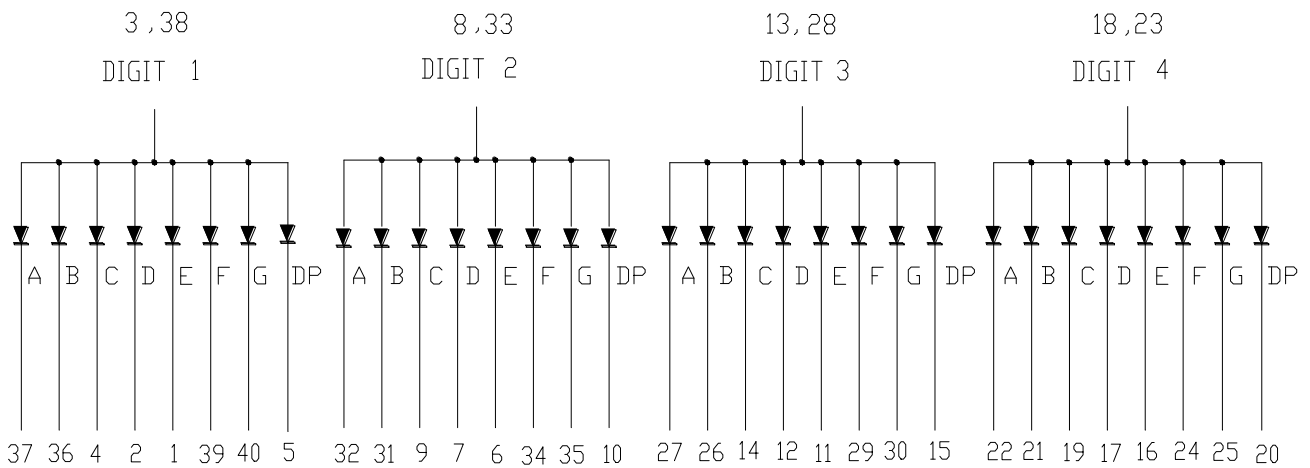 3,38 8,33 13,28 18,23
DIGIT 1 DIGIT 2 DIGIT 3 DIGIT 4
A B C D E F G DP A B C D E F G DP A B C D E F G DP A B C D E F G DP
37 36 4 2 1 39 40 5 32 31 9 7 6 34 35 10 27 26 14 12 11 29 30 15 22 21 19 17 16 24 25 20